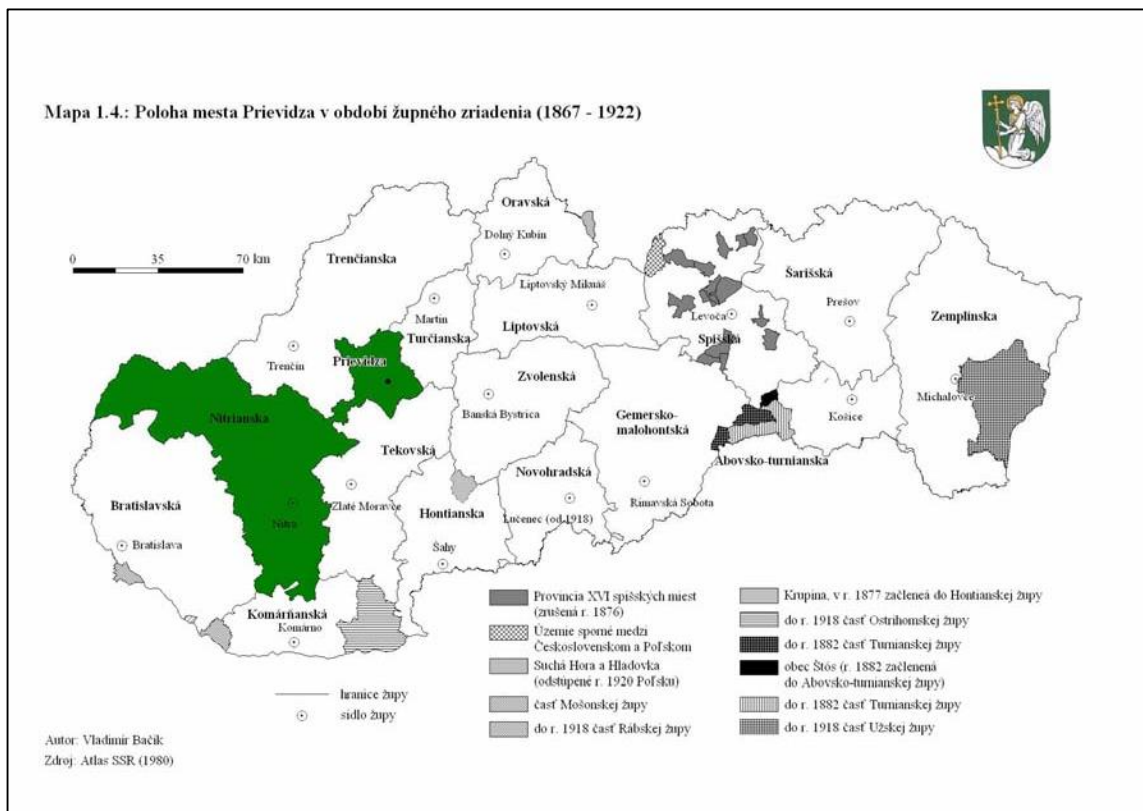 Mapa 1.4.: Poloha mesta Prievidza v období župného zriadenia (1867 - 1922)
Oravská
Dolný Kubín
0 35 70 km
Trenčianska
Šarišská
Liptovský Mikuláš
Prešov
Martin
Levoča
Zemplínska
Turčianska
Liptovská
Spišská
Trenčín
Prievidza
Zvolenská
Michalovce
Banská Bystrica
Košice
Nitrianska
Gemersko-
malohontská
Tekovská
Abovsko-turnianska
Novohradská
Rimavská Sobota
Bratislavská
Nitra
Zlaté Moravce
Hontianska
Lučenec (od 1918)
Bratislava
Šahy
Komárňanská
Komárno
Provincia XVI spišských miest
(zrušená r. 1876)
Územie sporné medzi
Československom a Poľskom
Suchá Hora a Hladovka
(odstúpené r. 1920 Poľsku)
časť Mošonskej župy
do r. 1918 časť Rábskej župy
Krupina, v r. 1877 začlenená do Hontianskej župy
do r. 1918 časť Ostrihomskej župy
do r. 1882 časť Turnianskej župy
obec Štós (r. 1882 začlenená
do Abovsko-turnianskej župy)
do r. 1882 časť Turnianskej župy
do r. 1918 časť Užskej župy
hranice župy
sídlo župy
Autor: Vladimír Bačík
Zdroj: Atlas SSR (1980)